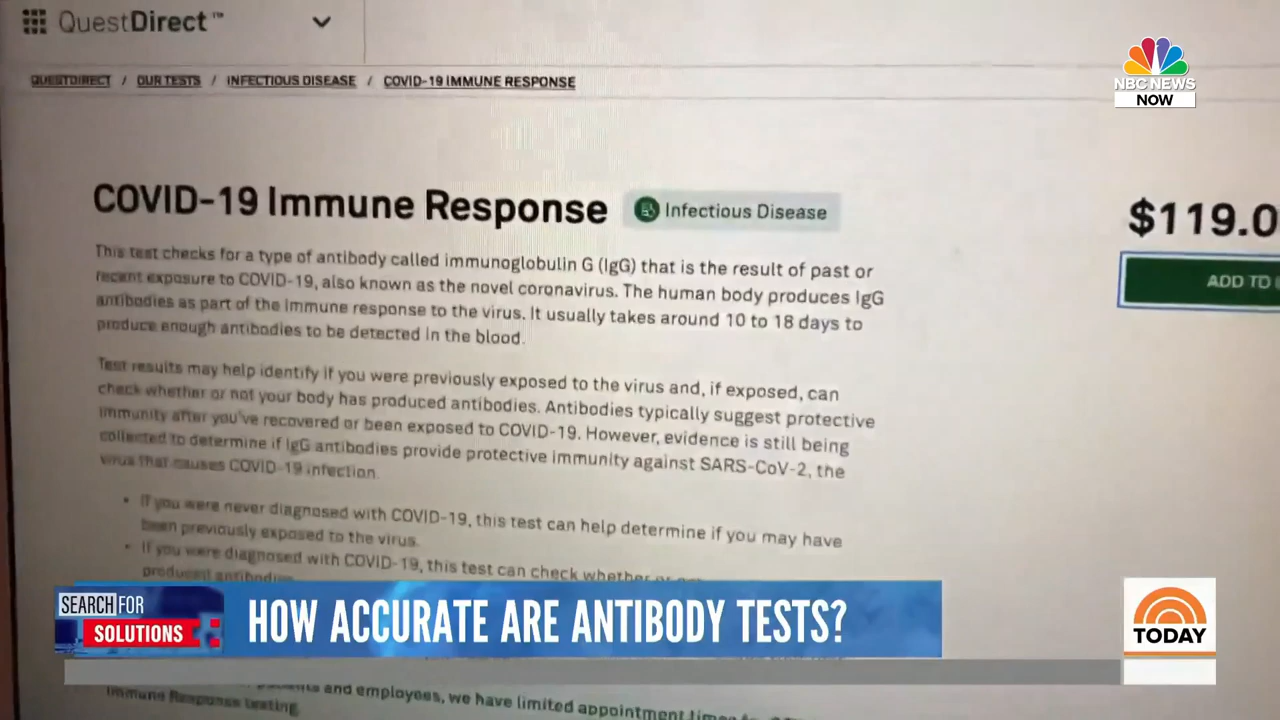 QuestDirect™
NBC NEWS
NOW
QUESTDIRECT / OUR TESTS / INFECTIOUS DISEASE / COVID-19 IMMUNE RESPONSE
COVID-19 Immune Response
Infectious Disease
$119.0
ADD TO
This test checks for a type of antibody called immunoglobulin G (IgG) that is the result of past or
recent exposure to COVID-19, also known as the novel coronavirus. The human body produces IgG
antibodies as part of the immune response to the virus. It usually takes around 10 to 18 days to
produce enough antibodies to be detected in the blood.
Test results may help identify if you were previously exposed to the virus and, if exposed, can
check whether or not your body has produced antibodies. Antibodies typically suggest protective
immunity after you've recovered or been exposed to COVID-19. However, evidence is still being
collected to determine if IgG antibodies provide protective immunity against SARS-CoV-2, the
virus that causes COVID-19 infection.
• If you were never diagnosed with COVID-19, this test can help determine if you may have
been previously exposed to the virus.
• If you were diagnosed with COVID-19, this test can check whether or
produced antibodies
SEARCH FOR
SOLUTIONS
HOW ACCURATE ARE ANTIBODY TESTS?
TODAY
and employees, we have limited appointment times
Immune Response testing.